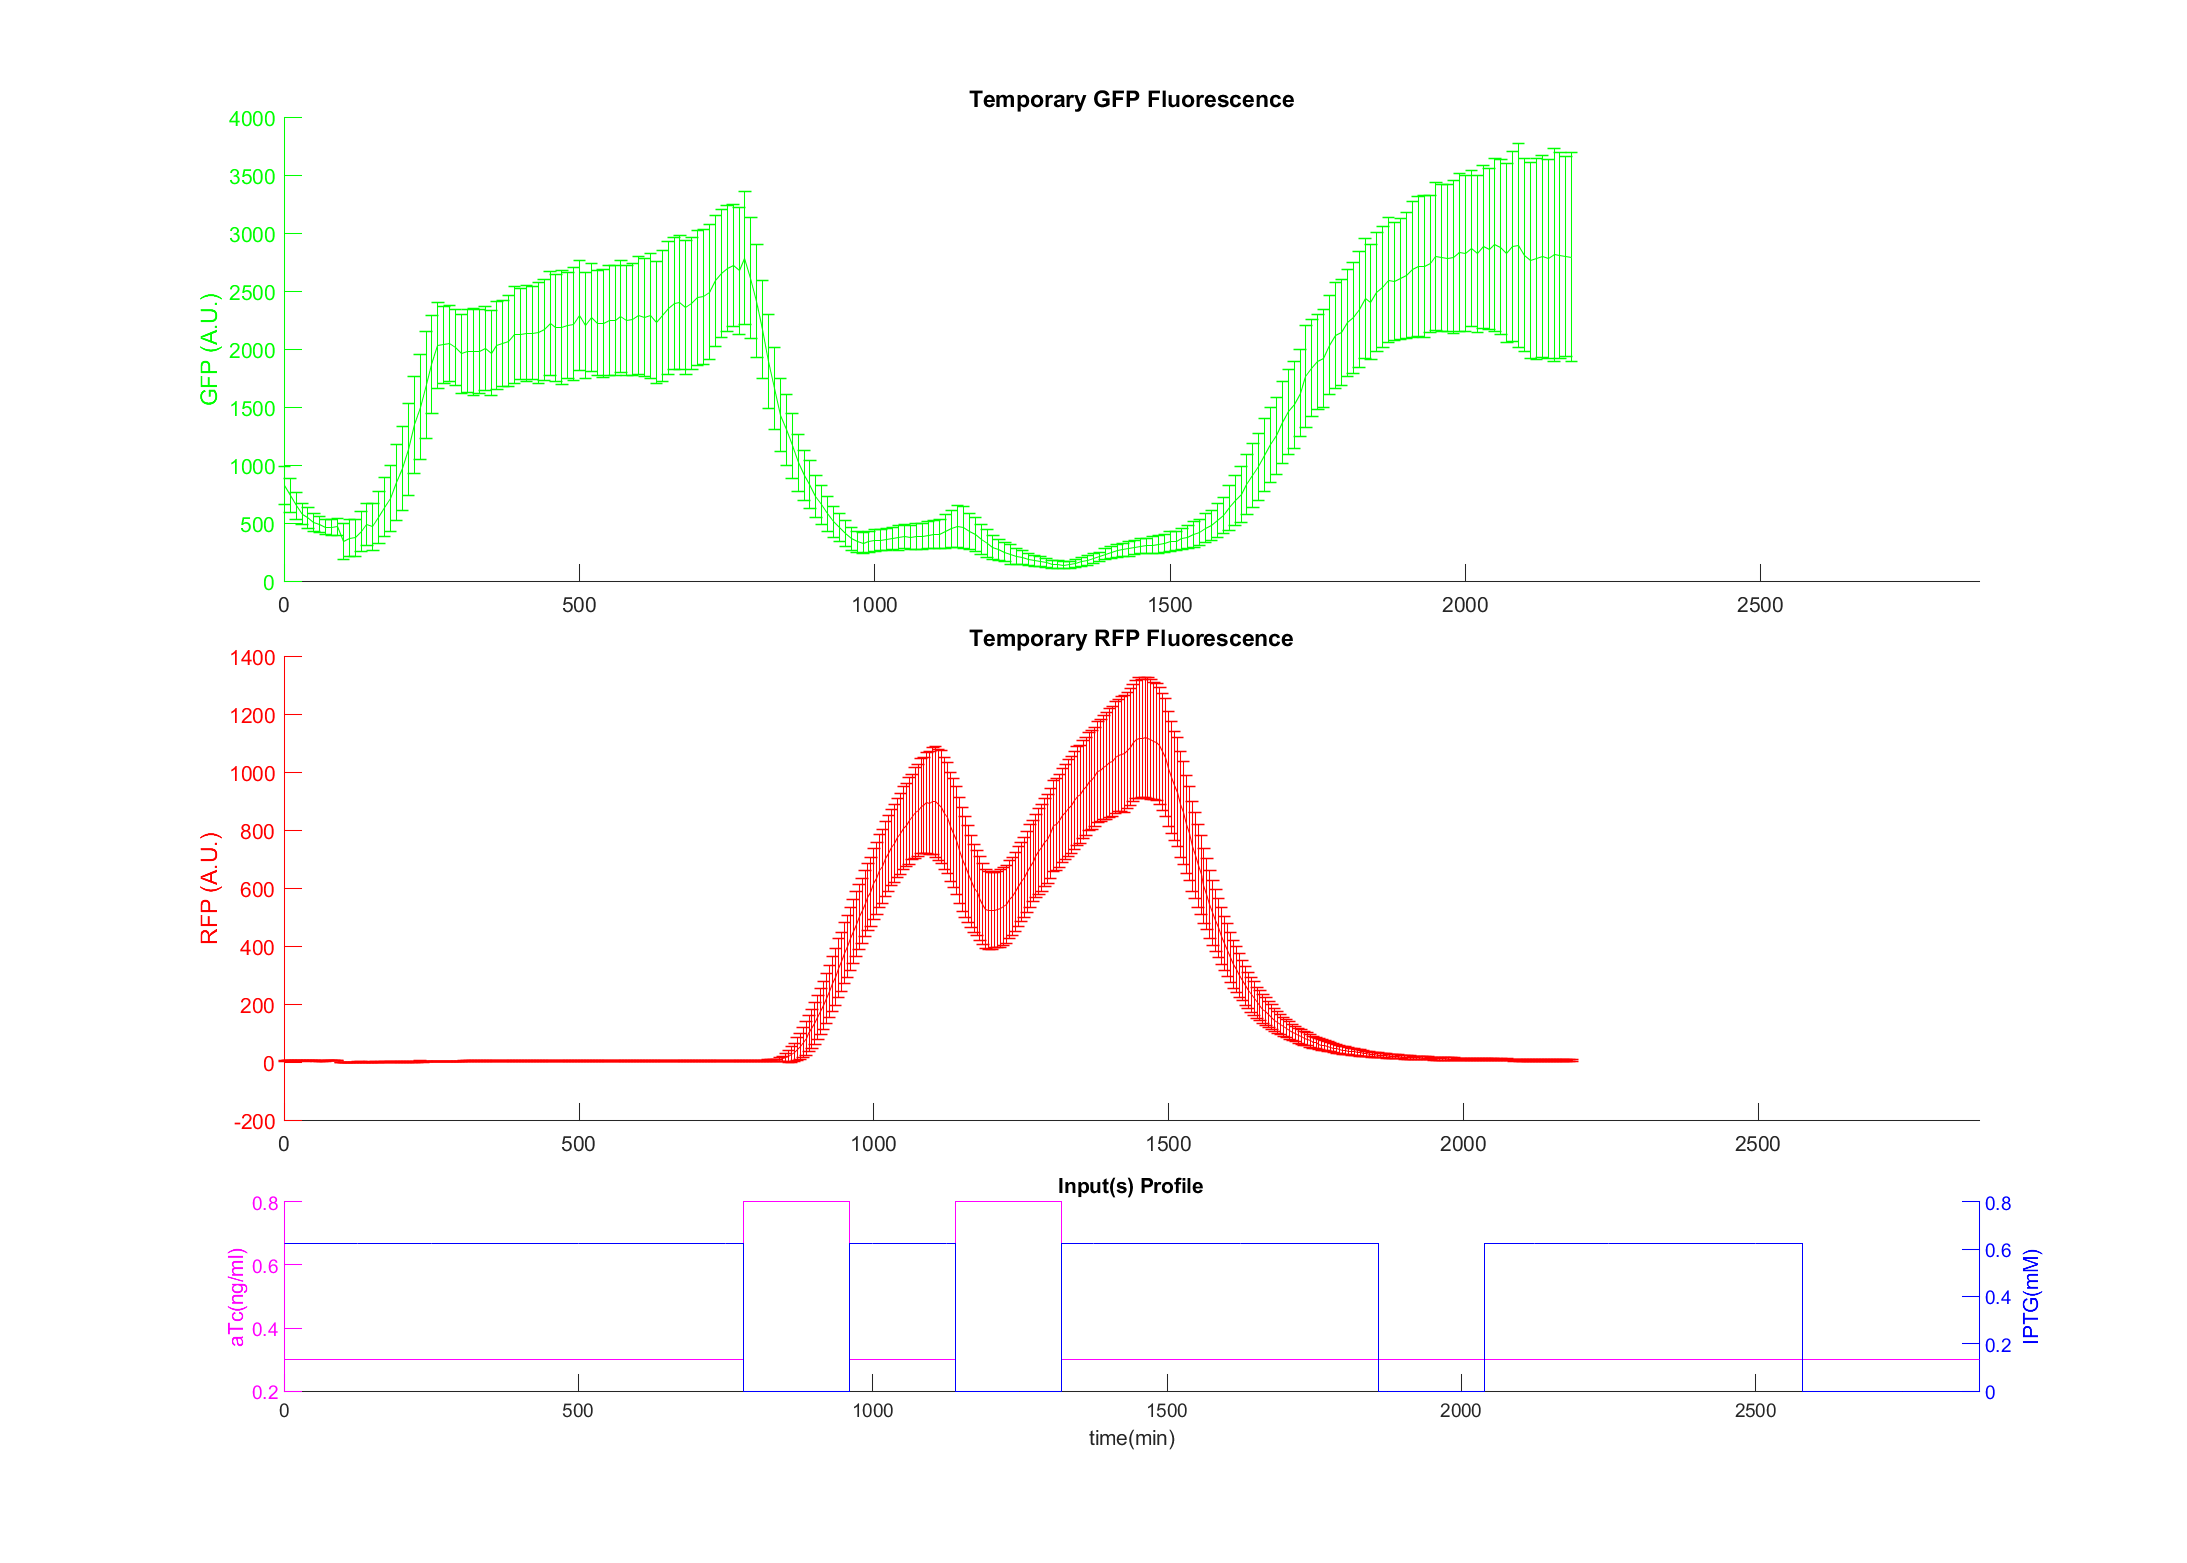 Temporary GFP Fluorescence
4000
3500
3000
2500
2000
1500
1000
500
0
GFP (A.U.)
0 500 1000 1500 2000 2500
Temporary RFP Fluorescence
1400
1200
1000
800
600
400
200
0
-200
RFP (A.U.)
0 500 1000 1500 2000 2500
Input(s) Profile
0.8
0.6
0.4
0.2
aTc(ng/ml)
0.8
0.6
0.4
0.2
0
IPTG(mM)
0 500 1000 1500 2000 2500
time(min)